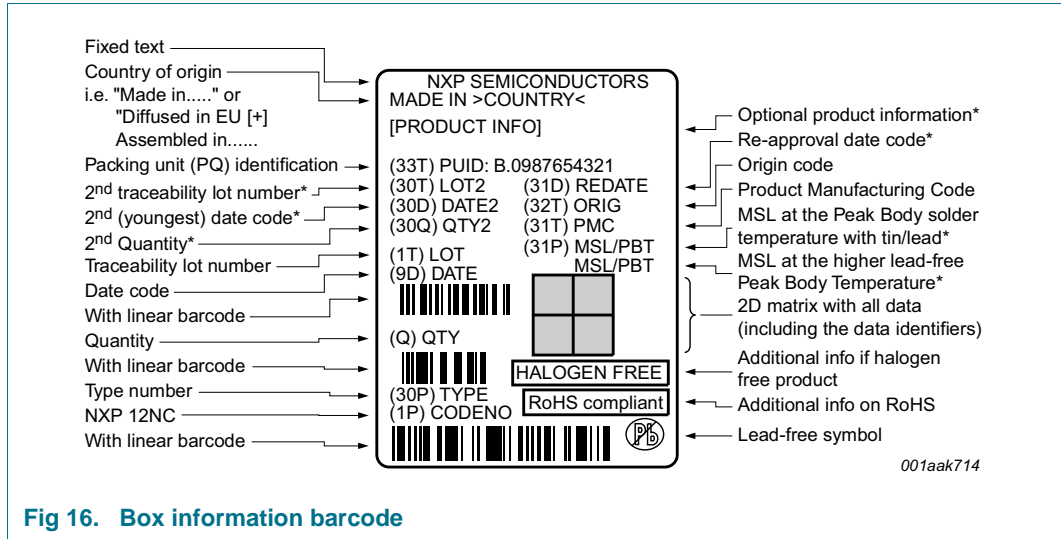 Fixed text
Country of origin
i.e. "Made in....." or
"Diffused in EU [+]
Assembled in......
Packing unit (PQ) identification
2nd traceability lot number*
2nd (youngest) date code*
2nd Quantity*
Traceability lot number
Date code
With linear barcode
Quantity
With linear barcode
Type number
NXP 12NC
With linear barcode
NXP SEMICONDUCTORS
MADE IN >COUNTRY<
[PRODUCT INFO]
(33T) PUID: B.0987654321
(30T) LOT2 (31D) REDATE
(30D) DATE2 (32T) ORIG
(30Q) QTY2 (31T) PMC
(31P) MSL/PBT
(1T) LOT MSL/PBT
(9D) DATE
(Q) QTY
HALOGEN FREE
(30P) TYPE
(1P) CODENO RoHS compliant
Pb
Optional product information*
Re-approval date code*
Origin code
Product Manufacturing Code
MSL at the Peak Body solder
temperature with tin/lead*
MSL at the higher lead-free
Peak Body Temperature*
2D matrix with all data
(including the data identifiers)
Additional info if halogen
free product
Additional info on RoHS
Lead-free symbol
001aak714
Fig 16. Box information barcode